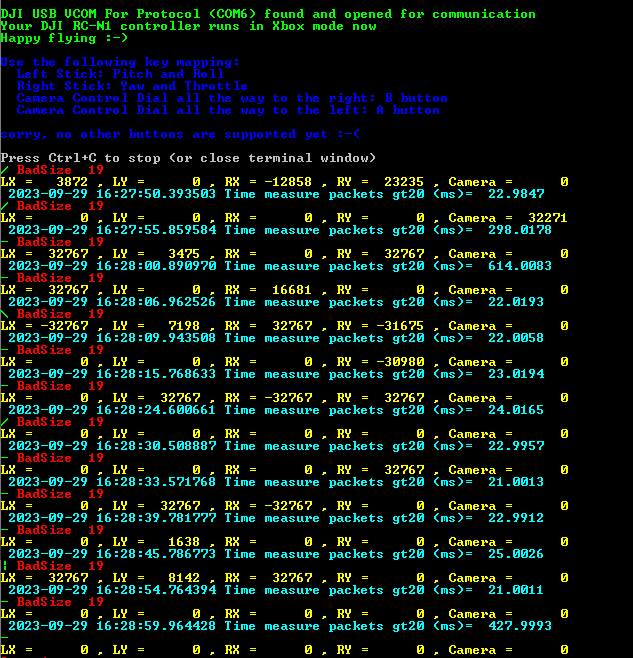 DJI USB VCOM For Protocol (COM6) found and opened for communication
Your DJI RC-N1 controller runs in Xbox mode now
Happy flying :-)
Use the following key mapping:
Left Stick: Pitch and Roll
Right Stick: Yaw and Throttle
Camera Control Dial all the way to the right: B button
Camera Control Dial all the way to the left: A button
sorry, no other buttons are supported yet :-(
Press Ctrl+C to stop (or close terminal window)
/ BadSize 19
LX = 3872 , LY = 0 , RX = -12858 , RY = 23235 , Camera = 0
2023-09-29 16:27:50.393503 Time measure packets gt20 (ms)= 22.9847
/ BadSize 19
LX = 0 , LY = 0 , RX = 0 , RY = 0 , Camera = 32271
2023-09-29 16:27:55.859584 Time measure packets gt20 (ms)= 298.0178
- BadSize 19
LX = 32767 , LY = 3475 , RX = 0 , RY = 32767 , Camera = 0
2023-09-29 16:28:00.890970 Time measure packets gt20 (ms)= 614.0083
- BadSize 19
LX = 32767 , LY = 0 , RX = 16681 , RY = 0 , Camera = 0
2023-09-29 16:28:06.962526 Time measure packets gt20 (ms)= 22.0193
\ BadSize 19
LX = -32767 , LY = 7198 , RX = 32767 , RY = -31675 , Camera = 0
2023-09-29 16:28:09.943508 Time measure packets gt20 (ms)= 22.0058
- BadSize 19
LX = 0 , LY = 0 , RX = 0 , RY = -30980 , Camera = 0
2023-09-29 16:28:15.768633 Time measure packets gt20 (ms)= 23.0194
- BadSize 19
LX = 0 , LY = 32767 , RX = -32767 , RY = 32767 , Camera = 0
2023-09-29 16:28:24.600661 Time measure packets gt20 (ms)= 24.0165
/ BadSize 19
LX = 0 , LY = 0 , RX = 0 , RY = 0 , Camera = 0
2023-09-29 16:28:30.508887 Time measure packets gt20 (ms)= 22.9957
- BadSize 19
LX = 0 , LY = 0 , RX = 0 , RY = 32767 , Camera = 0
2023-09-29 16:28:33.571768 Time measure packets gt20 (ms)= 21.0013
- BadSize 19
LX = 0 , LY = 32767 , RX = -32767 , RY = 0 , Camera = 0
2023-09-29 16:28:39.781777 Time measure packets gt20 (ms)= 22.9912
- BadSize 19
LX = 0 , LY = 1638 , RX = 0 , RY = 0 , Camera = 0
2023-09-29 16:28:45.786773 Time measure packets gt20 (ms)= 25.0026
| BadSize 19
LX = 32767 , LY = 8142 , RX = 32767 , RY = 0 , Camera = 0
2023-09-29 16:28:54.764394 Time measure packets gt20 (ms)= 21.0011
- BadSize 19
LX = 0 , LY = 0 , RX = 0 , RY = 0 , Camera = 0
2023-09-29 16:28:59.964428 Time measure packets gt20 (ms)= 427.9993
-
LX = 0 , LY = 0 , RX = 0 , RY = 0 , Camera = 0